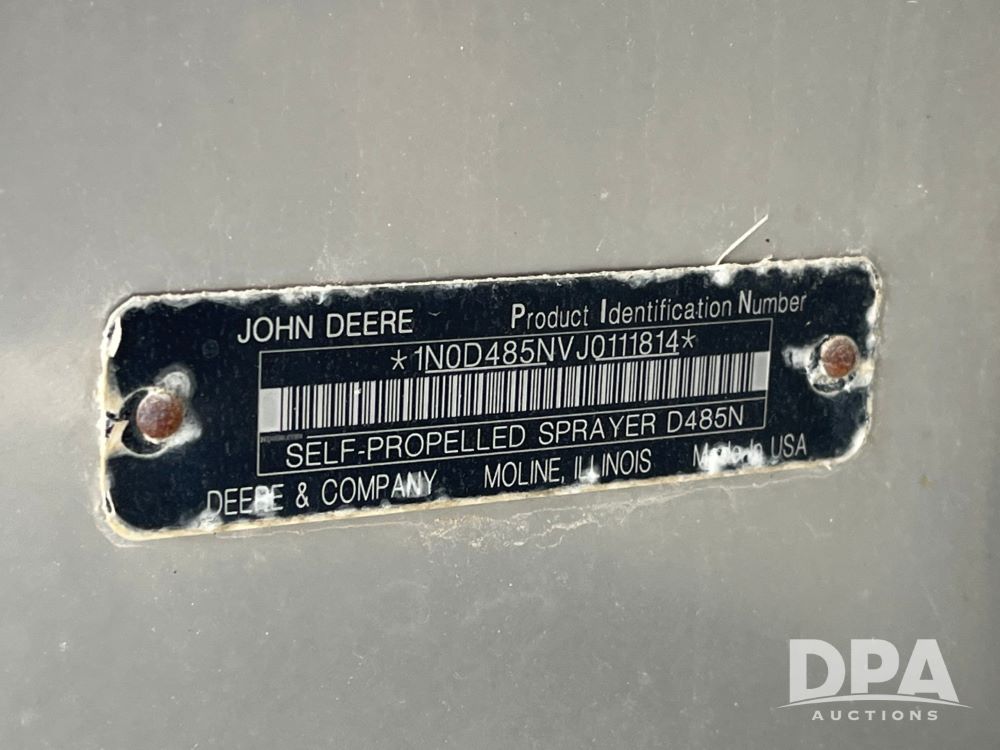 JOHN DEERE Product Identification Number
*1N0D485NVJ0111814*
SELF-PROPELLED SPRAYER D485N
DEERE & COMPANY MOLINE, ILLINOIS Made in USA
DPA
AUCTIONS